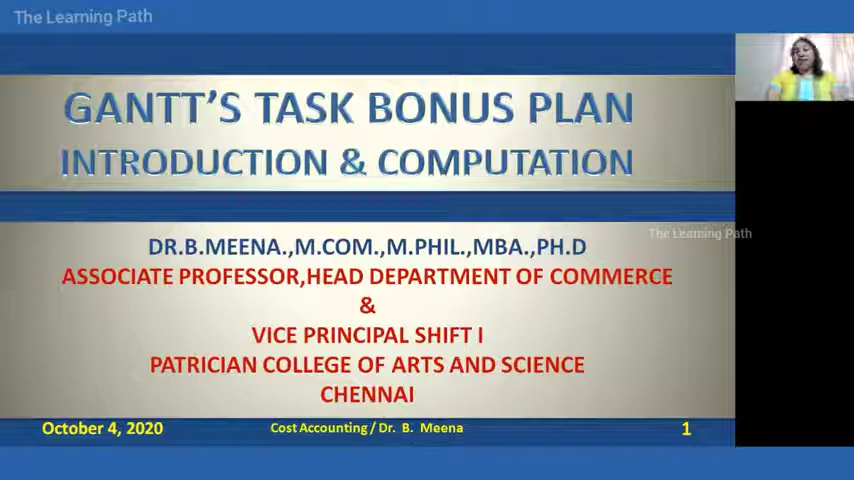 The Learning Path
GANTT'S TASK BONUS PLAN
INTRODUCTION & COMPUTATION
The Learning Path
DR.B.MEENA.,M.COM.,M.PHIL.,MBA.,PH.D
ASSOCIATE PROFESSOR,HEAD DEPARTMENT OF COMMERCE
&
VICE PRINCIPAL SHIFT I
PATRICIAN COLLEGE OF ARTS AND SCIENCE
CHENNAI
October 4, 2020 Cost Accounting / Dr. B. Meena 1